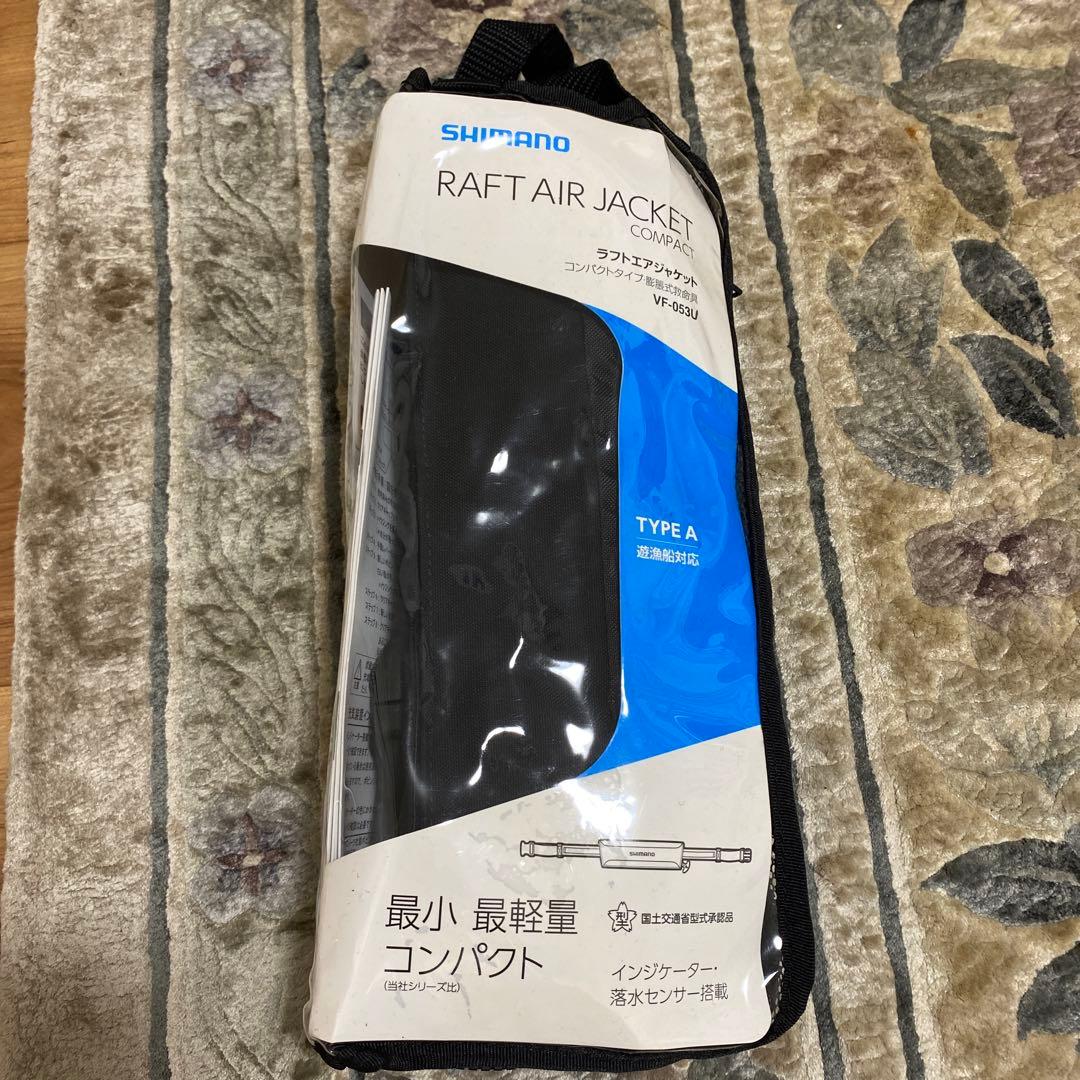 SHIMANO
RAFT AIR JACKET
COMPACT
ラフトエアジャケット
コンパクトタイプ:膨脹式救命具
VF-053U
TYPE A
遊漁船対応
SHIMANO
最小 最軽量
コンパクト
(当社シリーズ比)
型
国土交通省型式承認品
インジケーター・
落水センサー搭載